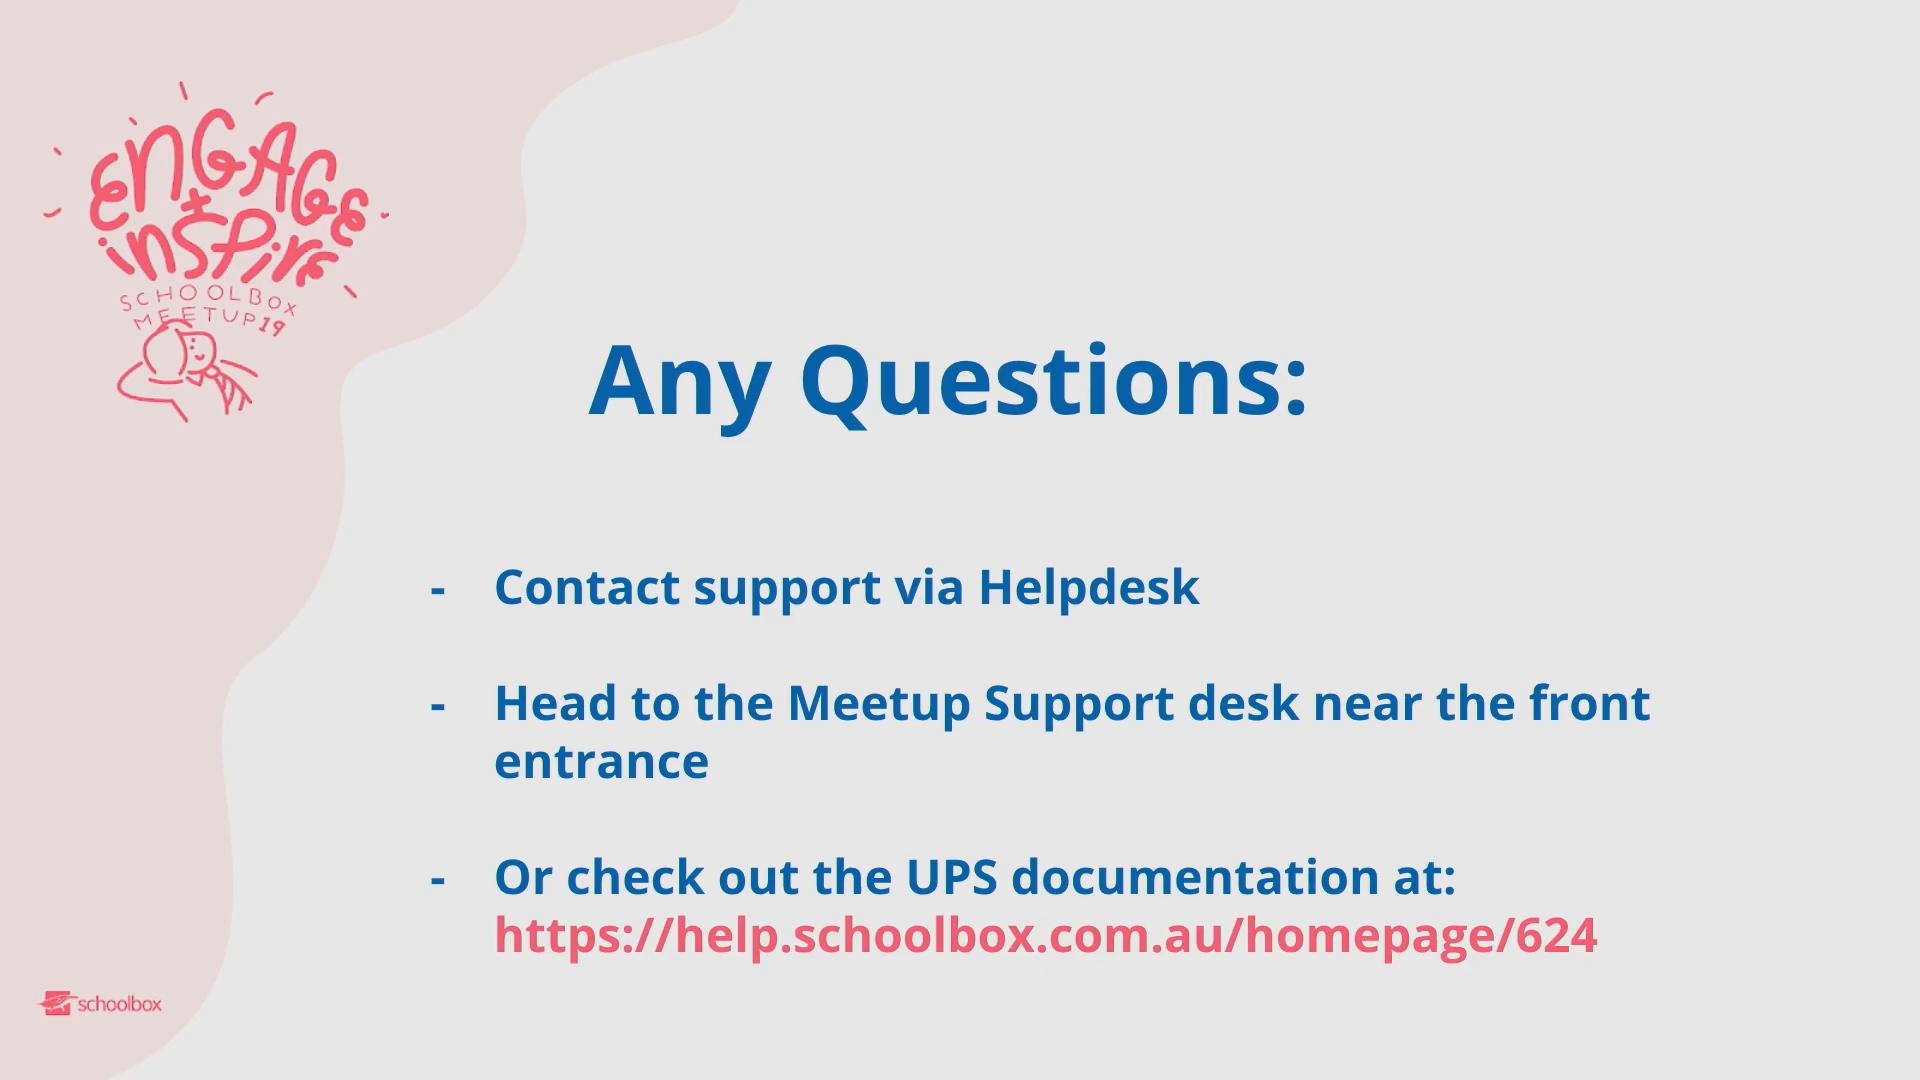 ENGAGE
+
inspire
SCHOOLBOX
MEETUP19
Any Questions:
- Contact support via Helpdesk
- Head to the Meetup Support desk near the front
entrance
- Or check out the UPS documentation at:
https://help.schoolbox.com.au/homepage/624
schoolbox